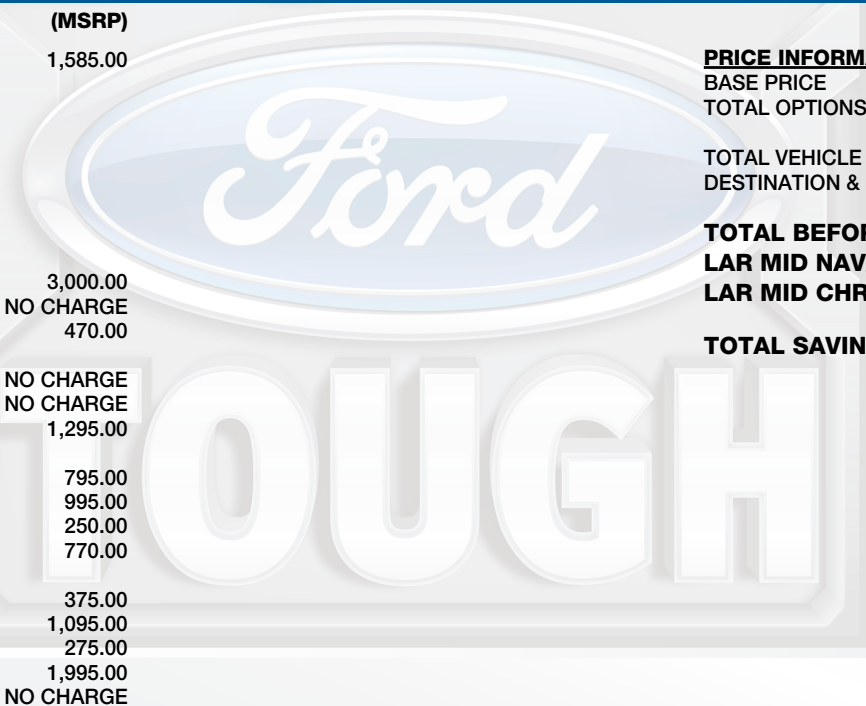 (MSRP)
1,585.00
3,000.00
NO CHARGE
470.00
NO CHARGE
NO CHARGE
1,295.00
795.00
995.00
250.00
770.00
375.00
1,095.00
275.00
1,995.00
NO CHARGE
PRICE INFORM
BASE PRICE
TOTAL OPTIONS
TOTAL VEHICLE
DESTINATION &
TOTAL BEFOR
LAR MID NAV
LAR MID CHR
TOTAL SAVIN
Ford
TOUGH